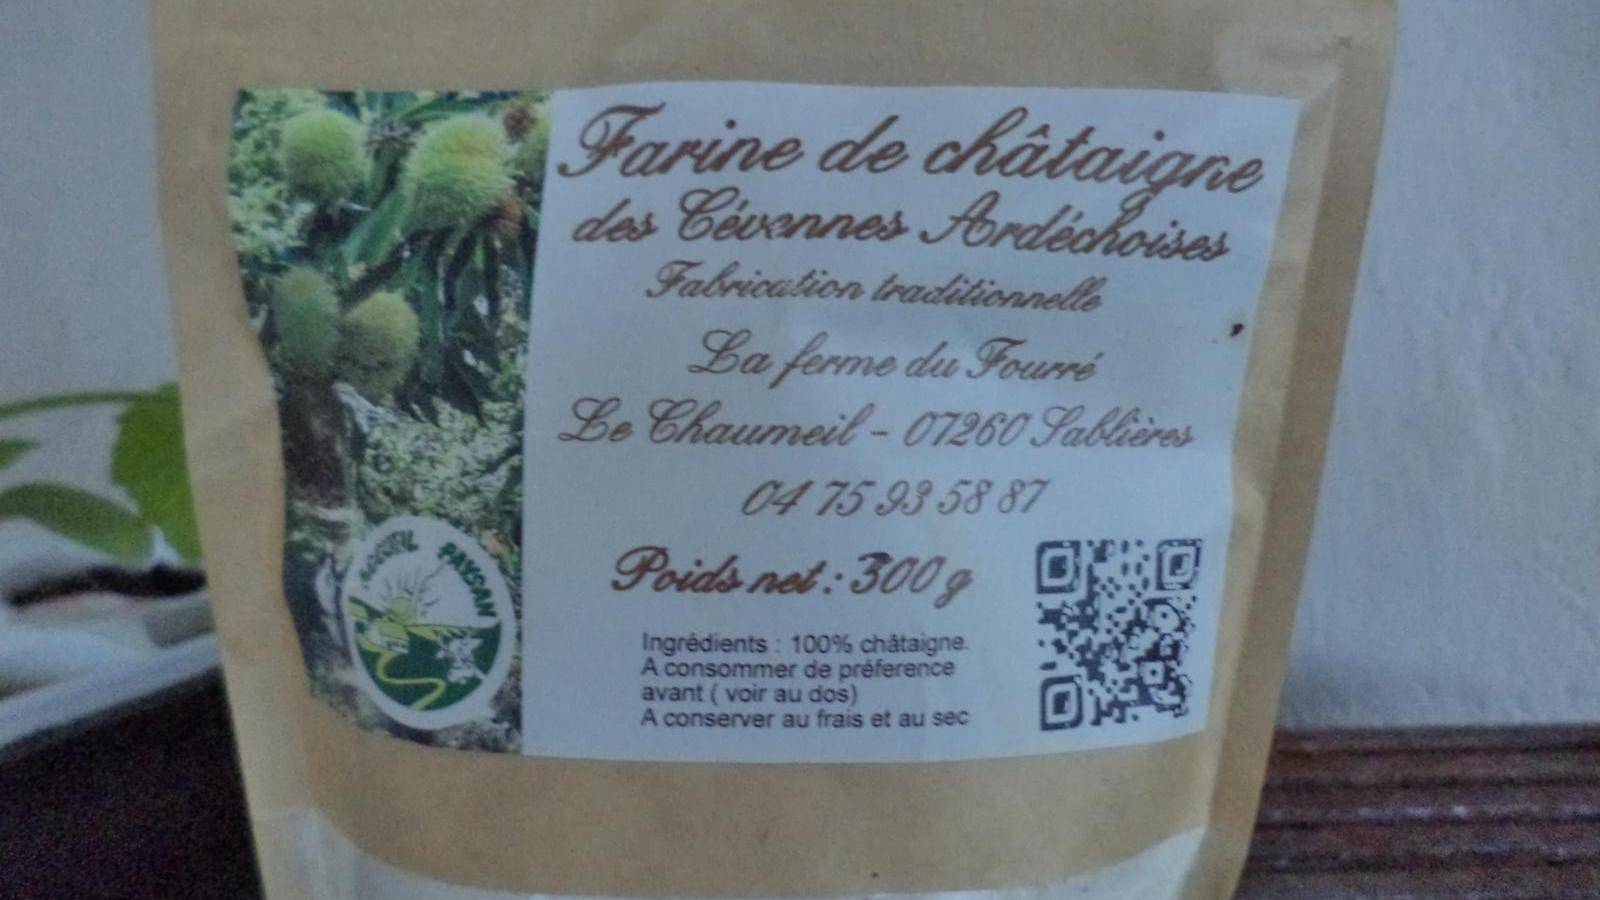 Farine de châtaigne
des Cévennes Ardéchoises
Fabrication traditionnelle
La ferme du Fourré
Le Chaumeil - 07260 Sablières
04 75 93 58 87
Poids net : 300 g
Ingrédients : 100% châtaigne.
A consommer de préference
avant ( voir au dos)
A conserver au frais et au sec
ACCUEIL PAYSAN